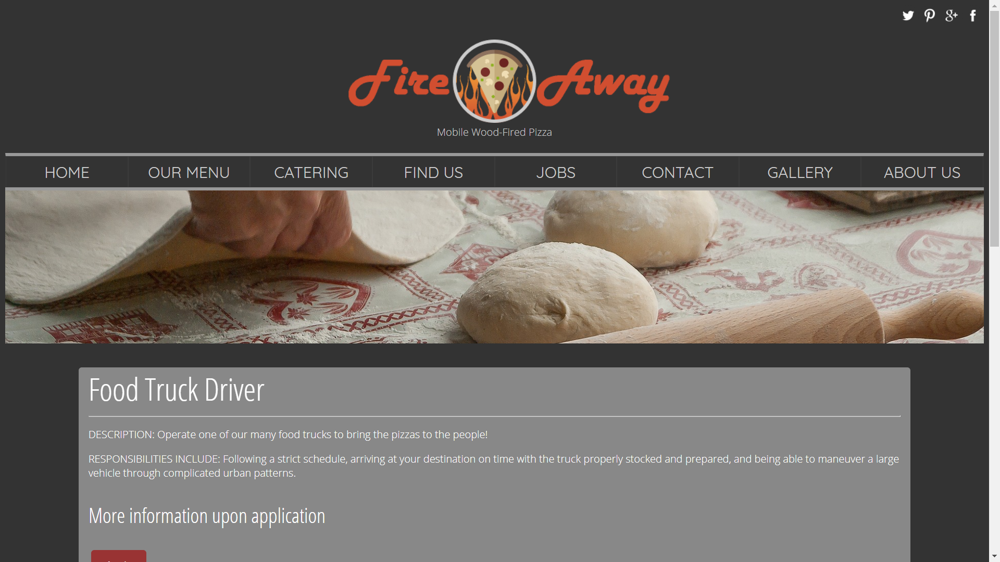 Fire Away
Mobile Wood-Fired Pizza
HOME
OUR MENU
CATERING
FIND US
JOBS
CONTACT
GALLERY
ABOUT US
Food Truck Driver
DESCRIPTION: Operate one of our many food trucks to bring the pizzas to the people!
RESPONSIBILITIES INCLUDE: Following a strict schedule, arriving at your destination on time with the truck properly stocked and prepared, and being able to maneuver a large
vehicle through complicated urban patterns.
More information upon application